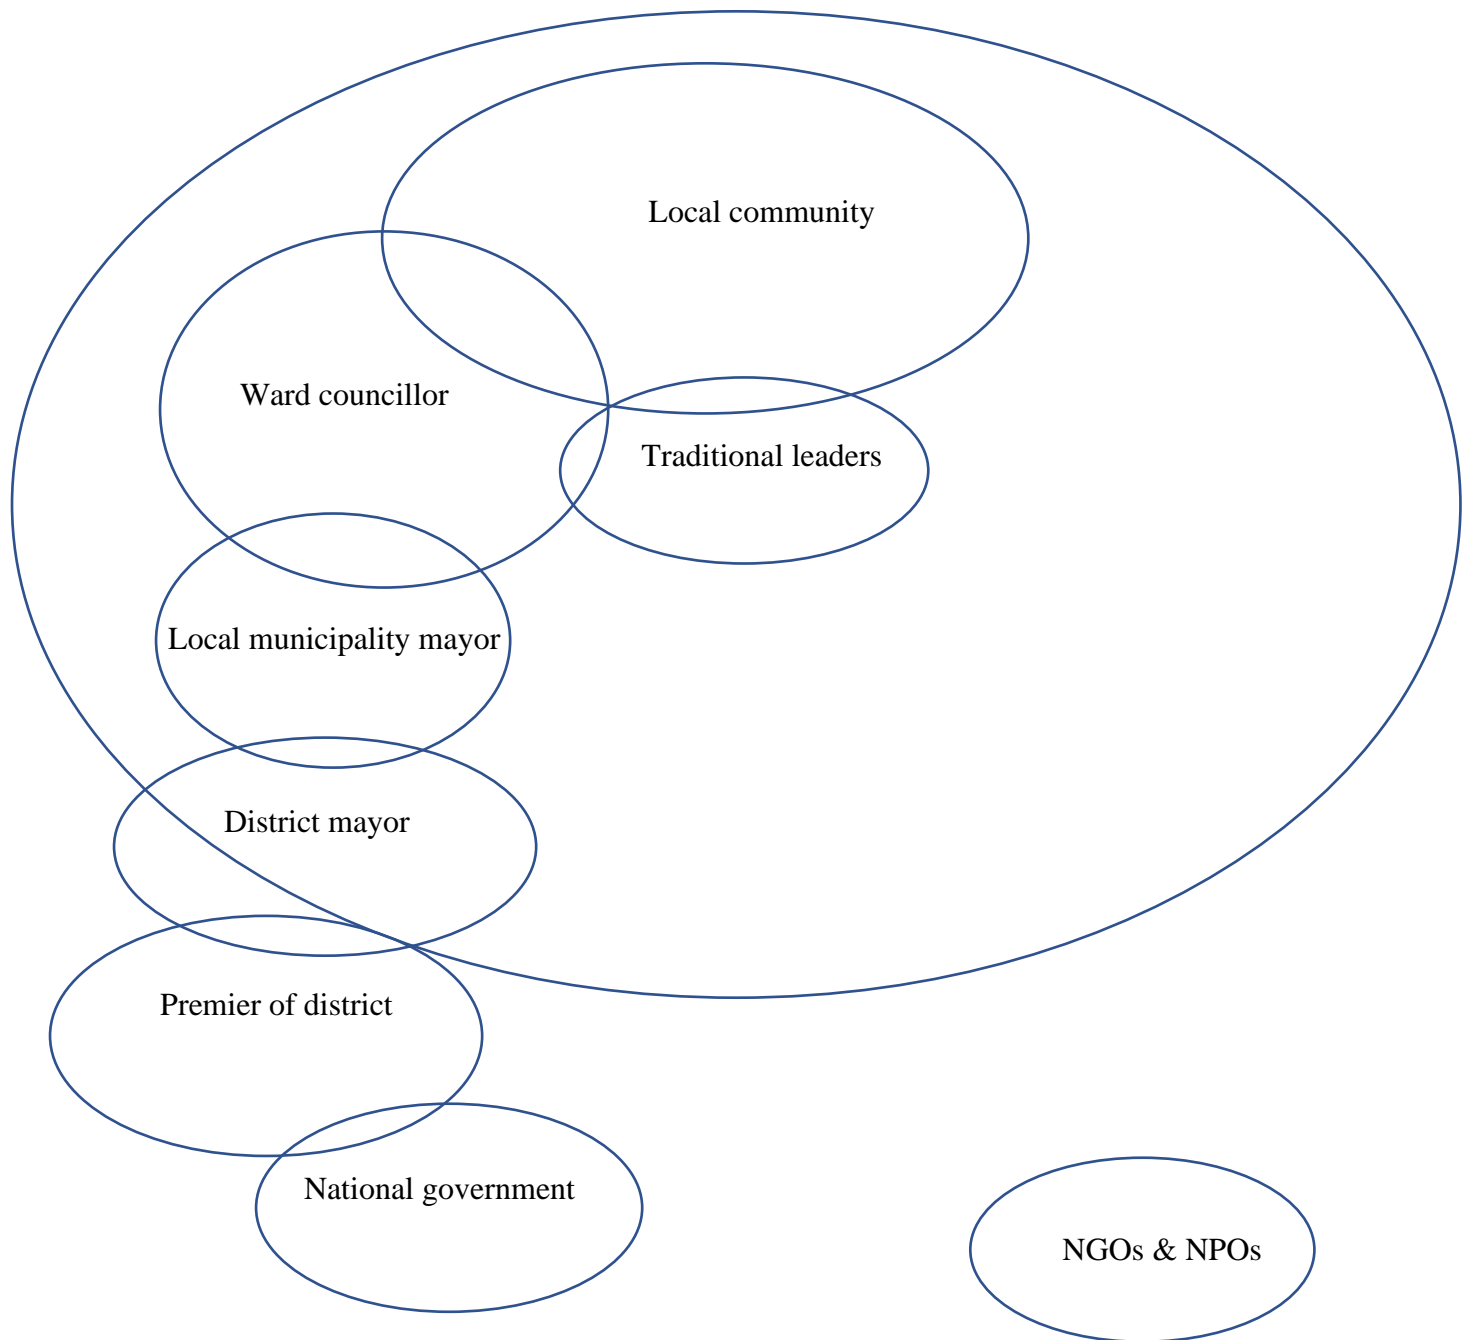 Local community
Ward councillor
Traditional leaders
Local municipality mayor
District mayor
Premier of district
National government
NGOs & NPOs